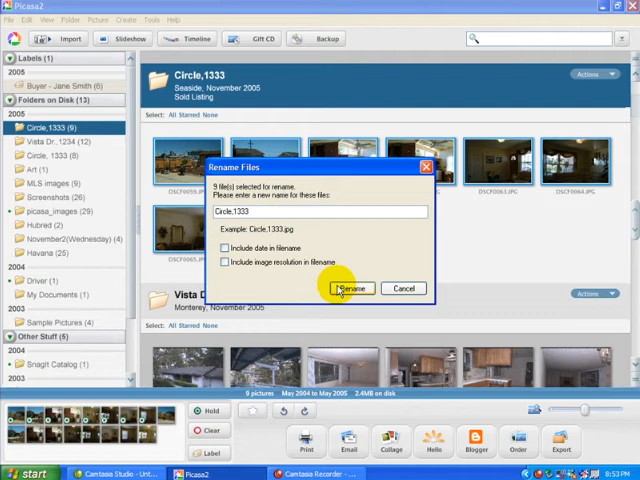 Picasa2
File Edit View Folder Picture Create Tools Help
Import Slideshow Timeline Gift CD Backup
Labels (1)
2005
Buyer - Jane Smith (6)
Folders on Disk (13)
2005
Circle,1333 (9)
Vista Dr.,1234 (12)
Circle, 1333 (8)
Art (1)
MLS images (9)
Screenshots (26)
picasa_images (29)
Hubred (2)
November2(Wednesday) (4)
Havana (25)
2004
Driver (1)
My Documents (1)
2003
Sample Pictures (4)
Other Stuff (5)
SnagIt Catalog (1)
2003
Circle,1333
Actions
Seaside, November 2005
Sold Listing
Select: All Starred None
DSCF0059.JPG
DSCF0063.JPG
DSCF0064.JPG
DSCF0065.JPG
Rename Files
9 file(s) selected for rename.
Please enter a new name for these files:
Circle,1333
Example: Circle,1333.jpg
Include date in filename
Include image resolution in filename
Rename Cancel
Vista D
Actions
Monterey, November 2005
Select: All Starred None
9 pictures May 2004 to May 2005 2.4MB on disk
Hold
Clear
Label
Print Email Collage Hello Blogger Order Export
start
Camtasia Studio - Unt...
Picasa2
Camtasia Recorder - ...
8:53 PM